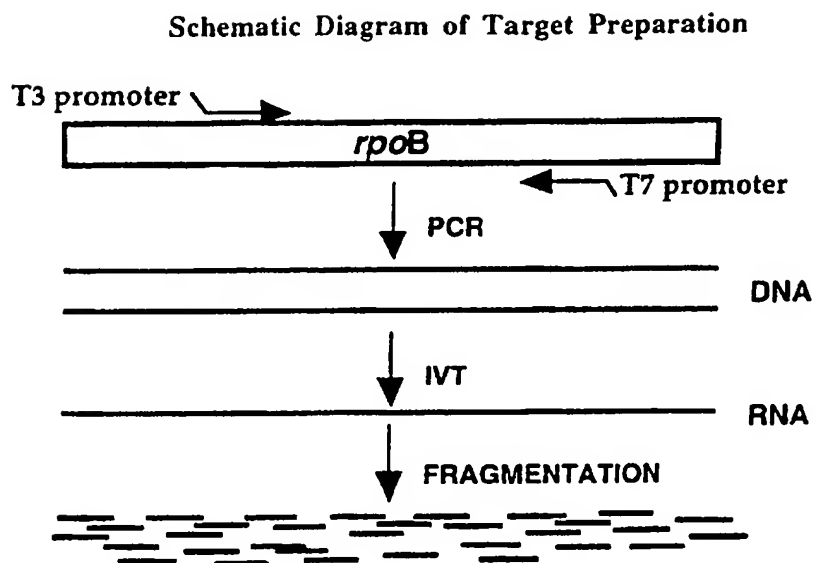 Schematic Diagram of Target Preparation
T3 promoter
rpoB
T7 promoter
PCR
DNA
IVT
RNA
FRAGMENTATION